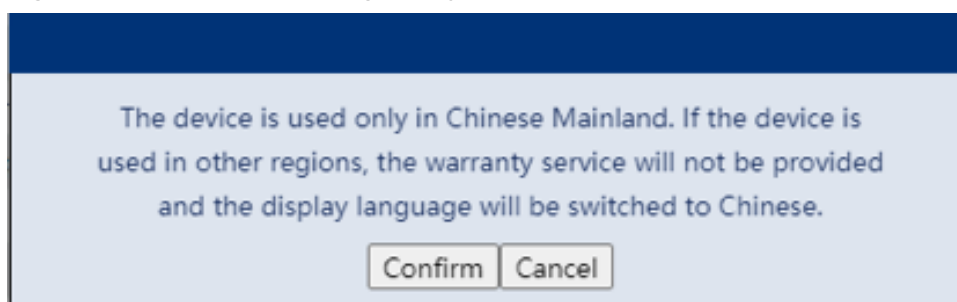 The device is used only in Chinese Mainland. If the device is
used in other regions, the warranty service will not be provided
and the display language will be switched to Chinese.
Confirm Cancel